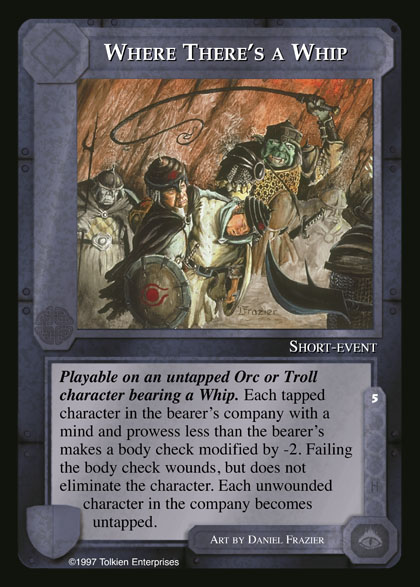 Where There's a Whip
D. Frazier
Short-event
Playable on an untapped Orc or Troll
character bearing a Whip. Each tapped
character in the bearer's company with a
mind and prowess less than the bearer's
makes a body check modified by -2. Failing
the body check wounds, but does not
eliminate the character. Each unwounded
character in the company becomes
untapped.
5
H
Art by Daniel Frazier
©1997 Tolkien Enterprises